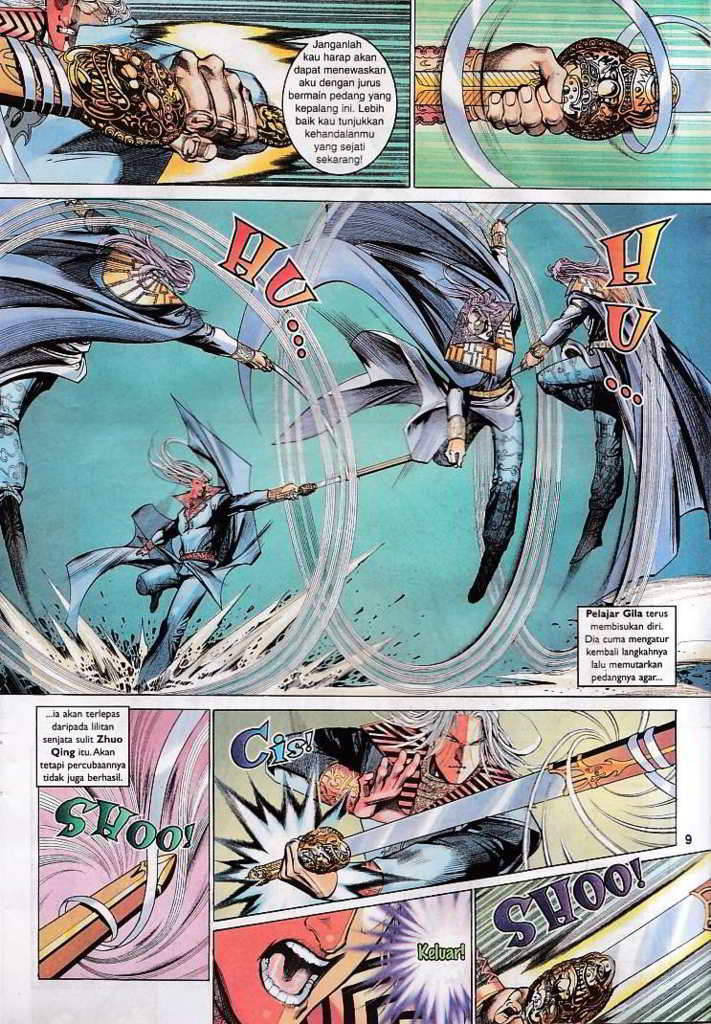 Janganlah
kau harap akan
dapat menewaskan
aku dengan jurus
bermain pedang yang
kepalang ini. Lebih
baik kau tunjukkan
kehandalanmu
yang sejati
sekarang!
HU...
HU...
Pelajar Gila terus
membisukan diri.
Dia cuma mengatur
kembali langkahnya
lalu memutarkan
pedangnya agar...
...ia akan terlepas
daripada lilitan
senjata sulit Zhuo
Qing itu. Akan
tetapi percubaannya
tidak juga berhasil.
SHOO!
Cis!
9
Keluar!
SHOO!